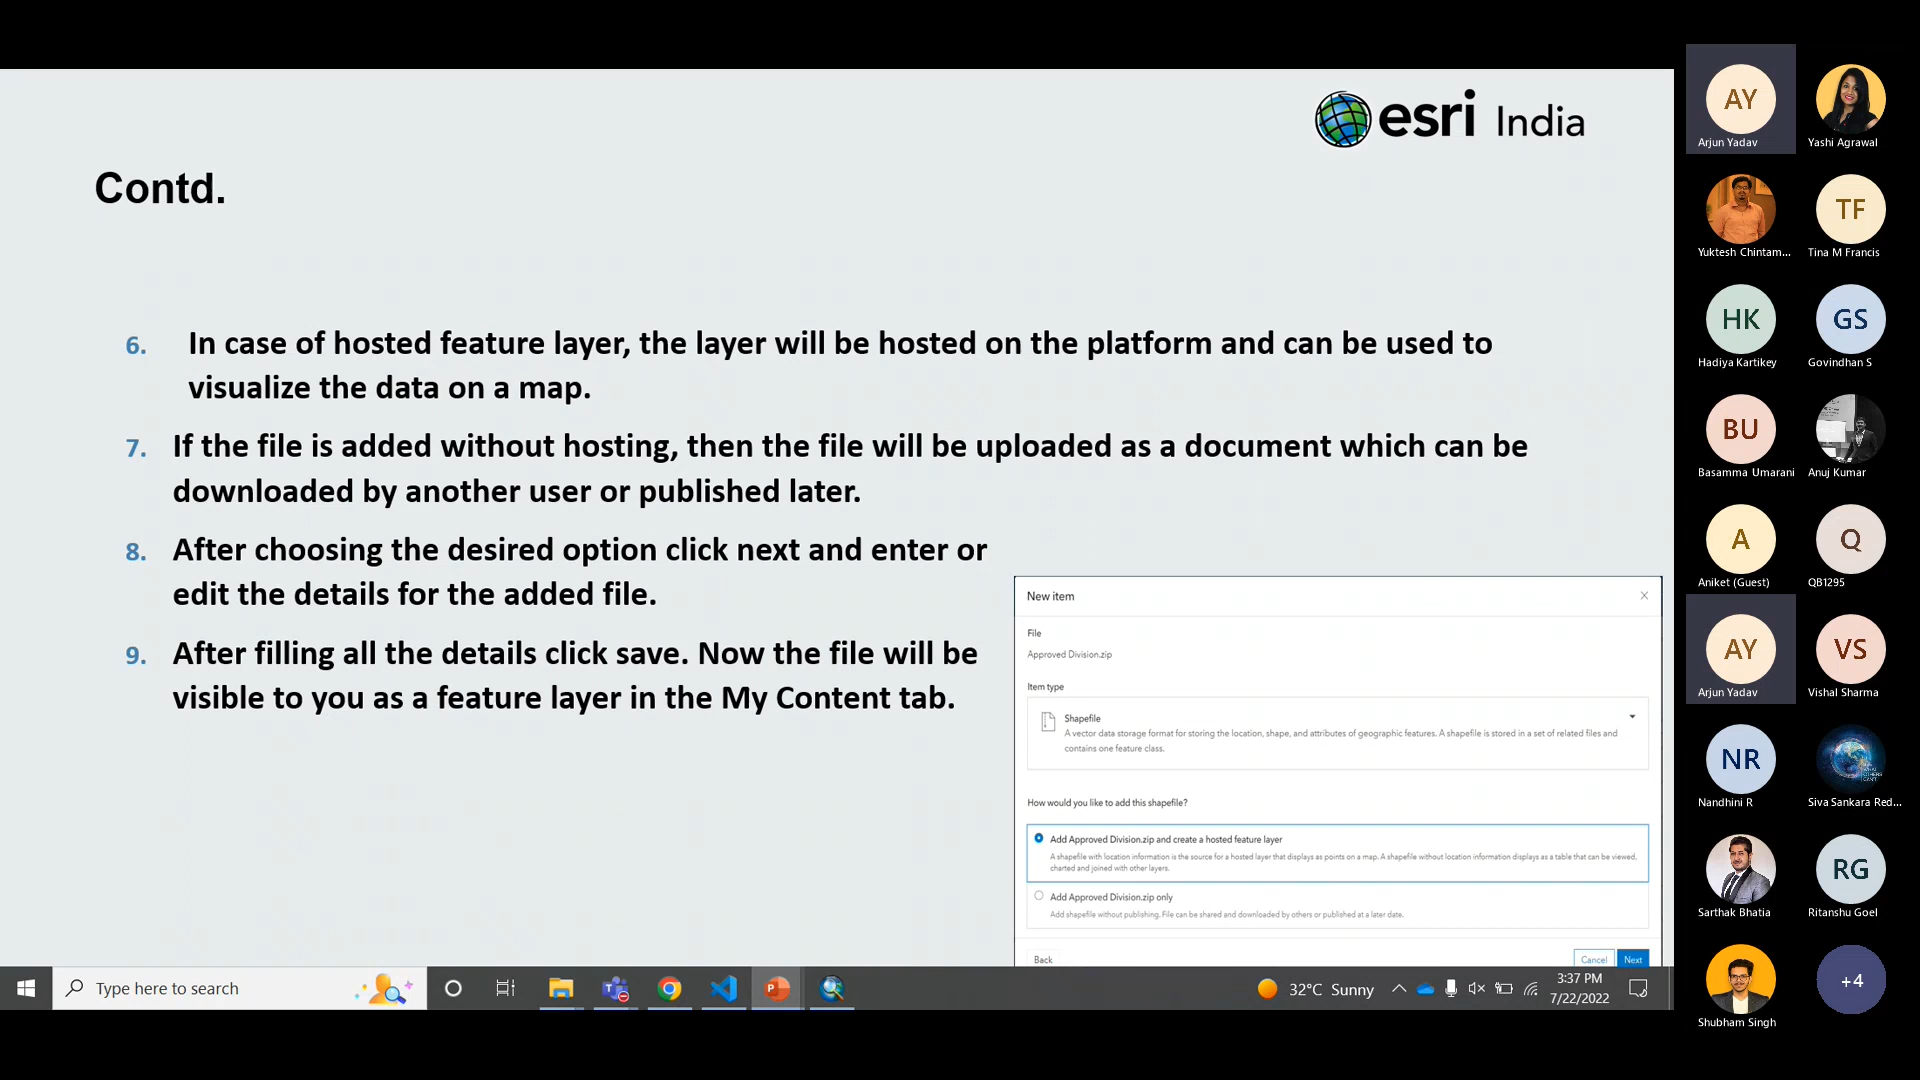 esri India
Contd.
6. In case of hosted feature layer, the layer will be hosted on the platform and can be used to
visualize the data on a map.
7. If the file is added without hosting, then the file will be uploaded as a document which can be
downloaded by another user or published later.
8. After choosing the desired option click next and enter or
edit the details for the added file.
9. After filling all the details click save. Now the file will be
visible to you as a feature layer in the My Content tab.
New item
File
Approved Division.zip
Item type
Shapefile
A vector data storage format for storing the location, shape, and attributes of geographic features. A shapefile is stored in a set of related files and
contains one feature class.
How would you like to add this shapefile?
Add Approved Division.zip and create a hosted feature layer
A shapefile with location information is the source for a hosted layer that displays as points on a map. A shapefile without location information displays as a table that can be viewed,
charted and joined with other layers.
Add Approved Division.zip only
Add shapefile without publishing. File can be shared and downloaded by others or published at a later date.
Back
Cancel
Next
Type here to search
32°C Sunny
3:37 PM
7/22/2022
AY
Arjun Yadav
Yashi Agrawal
Yuktesh Chintam...
TF
Tina M Francis
HK
Hadiya Kartikey
GS
Govindhan S
BU
Basamma Umarani
Anuj Kumar
A
Aniket (Guest)
Q
QB1295
AY
Arjun Yadav
VS
Vishal Sharma
NR
Nandhini R
Siva Sankara Red...
Sarthak Bhatia
RG
Ritanshu Goel
Shubham Singh
+4